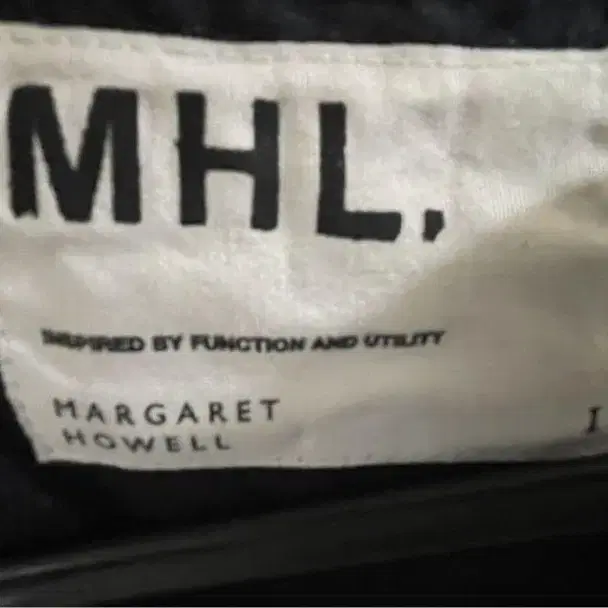 MHL.
INSPIRED BY FUNCTION AND UTILITY
MARGARET
HOWELL
I